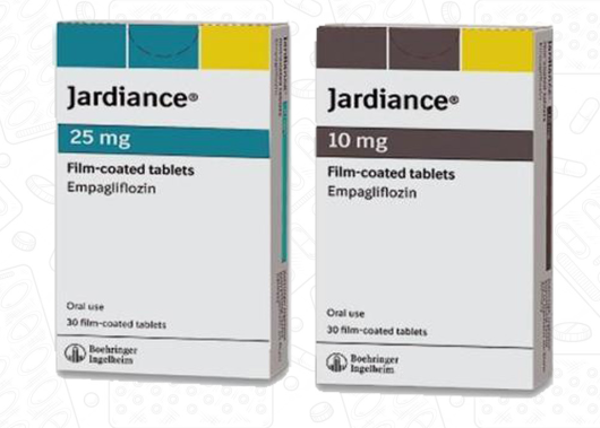 Jardiance®
25 mg
Film-coated tablets
Empagliflozin
Oral use
30 film-coated tablets
Boehringer
Ingelheim
Jardiance®
10 mg
Film-coated tablets
Empagliflozin
Oral use
30 film-coated tablets
Boehringer
Ingelheim
Jardiance®